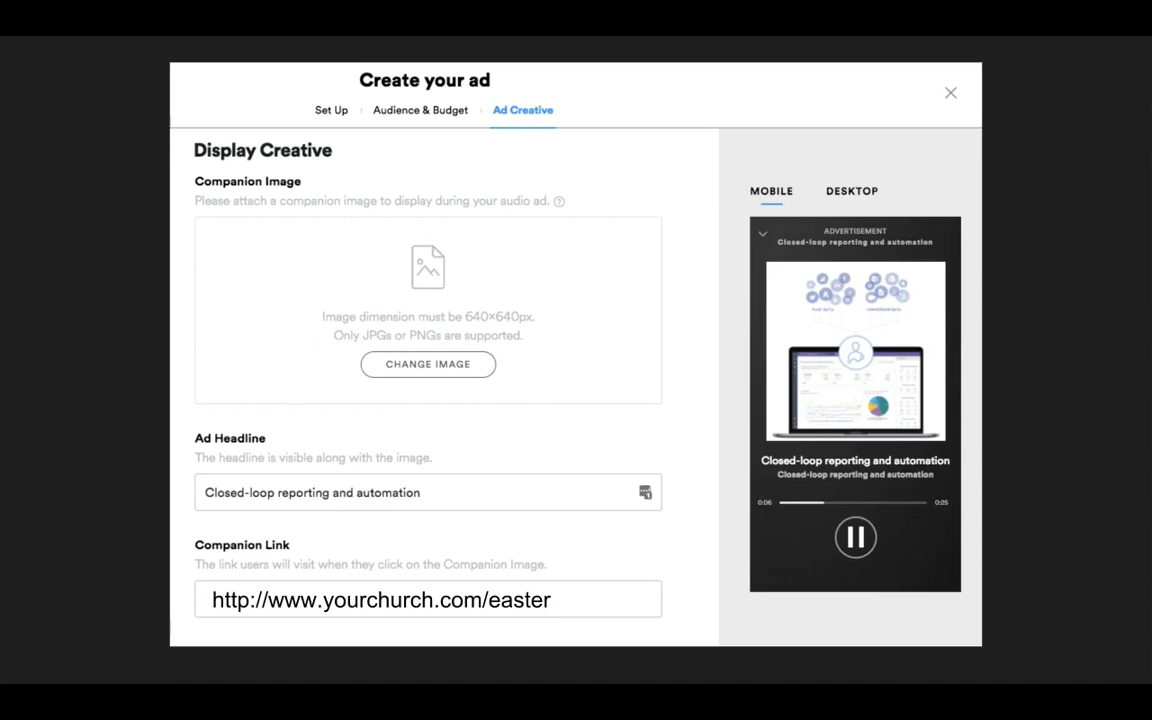 Create your ad
Set Up › Audience & Budget › Ad Creative
Display Creative
Companion Image
Please attach a companion image to display during your audio ad. ?
Image dimension must be 640×640px.
Only JPGs or PNGs are supported.
CHANGE IMAGE
Ad Headline
The headline is visible along with the image.
Closed-loop reporting and automation
Companion Link
The link users will visit when they click on the Companion Image.
http://www.yourchurch.com/easter
MOBILE DESKTOP
ADVERTISEMENT
Closed-loop reporting and automation
Closed-loop reporting and automation
Closed-loop reporting and automation
0:06 0:25